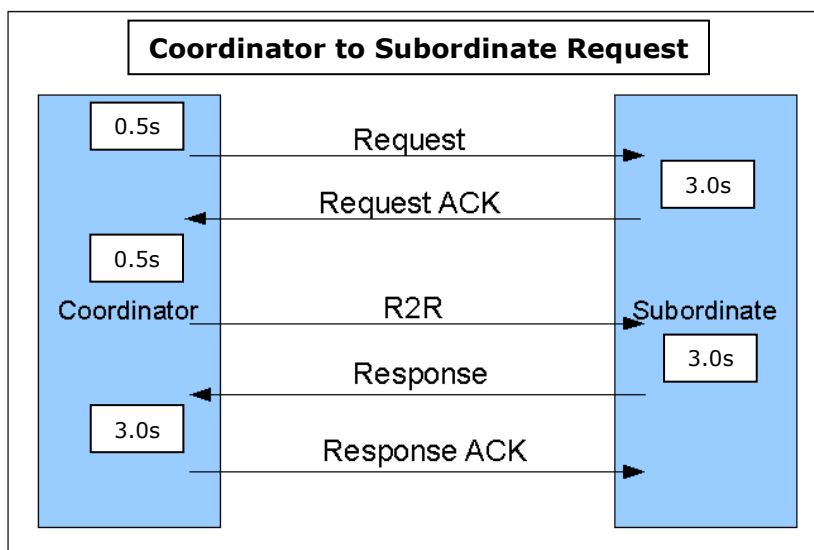 Coordinator to Subordinate Request
0.5s
Request
3.0s
Request ACK
0.5s
Coordinator
R2R
Subordinate
3.0s
Response
3.0s
Response ACK